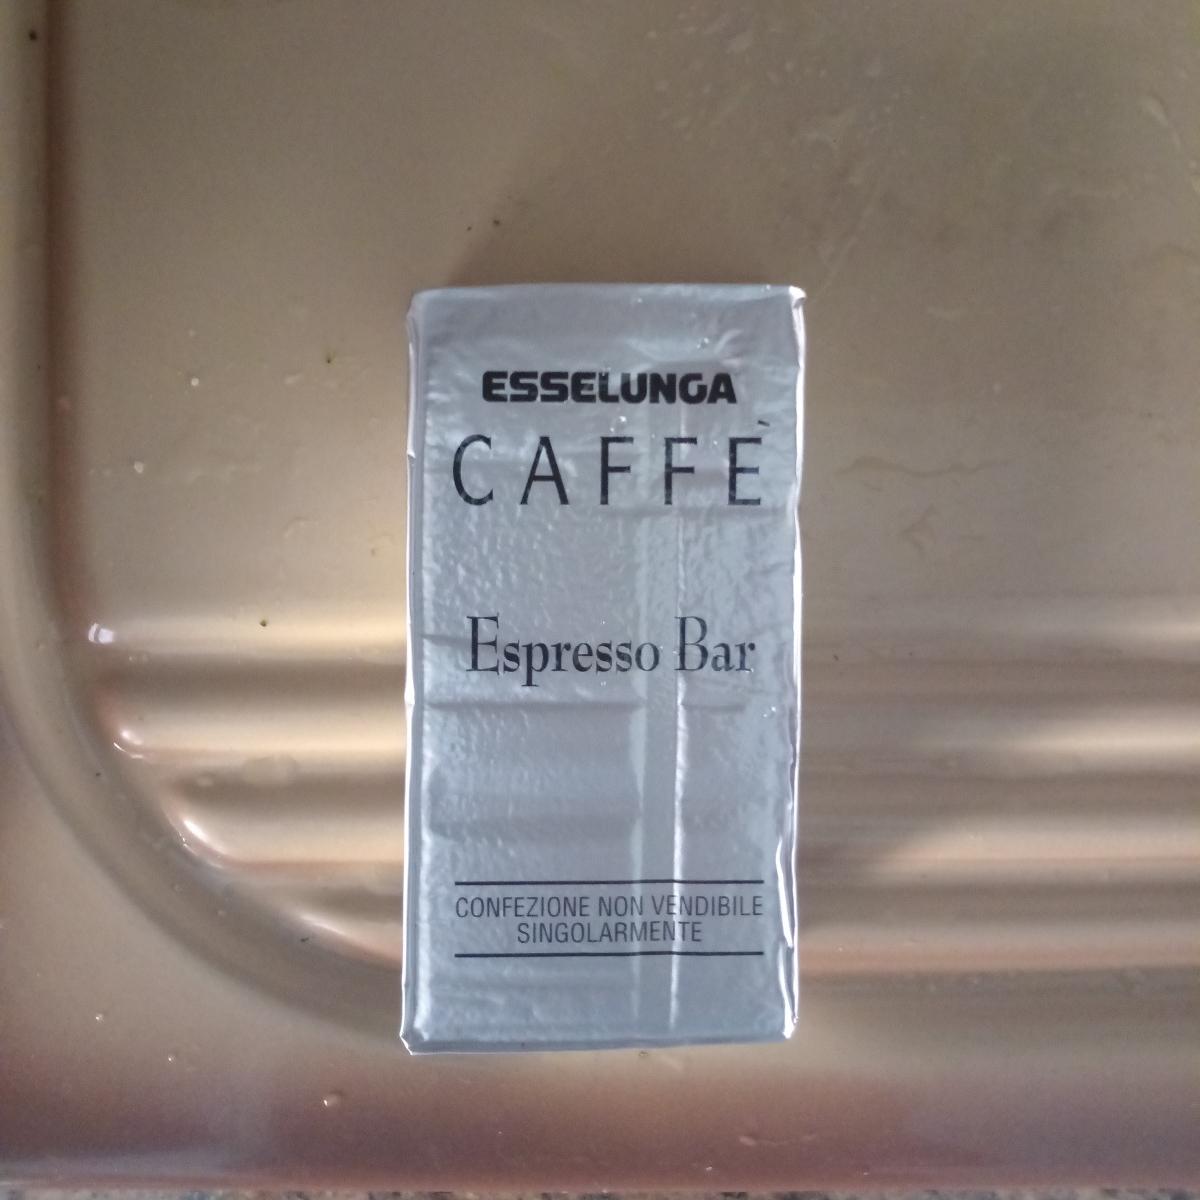 ESSELUNGA
CAFFÈ
Espresso Bar
CONFEZIONE NON VENDIBILE
SINGOLARMENTE